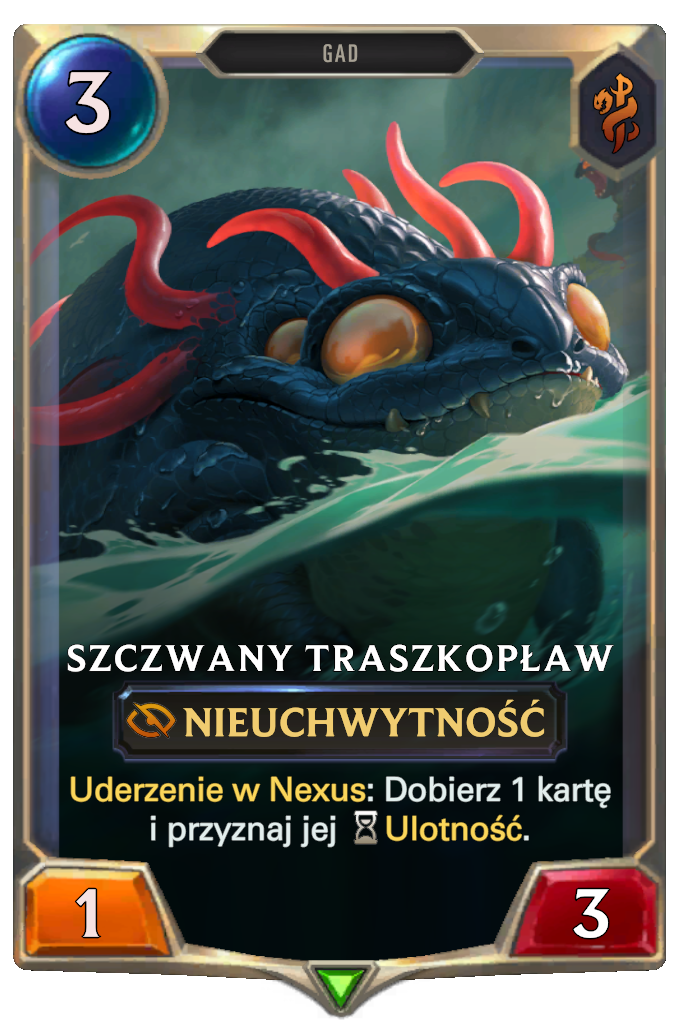 3
GAD
SZCZWANY TRASZKOPŁAW
NIEUCHWYTNOŚĆ
Uderzenie w Nexus: Dobierz 1 kartę
i przyznaj jej Ulotność.
1
3